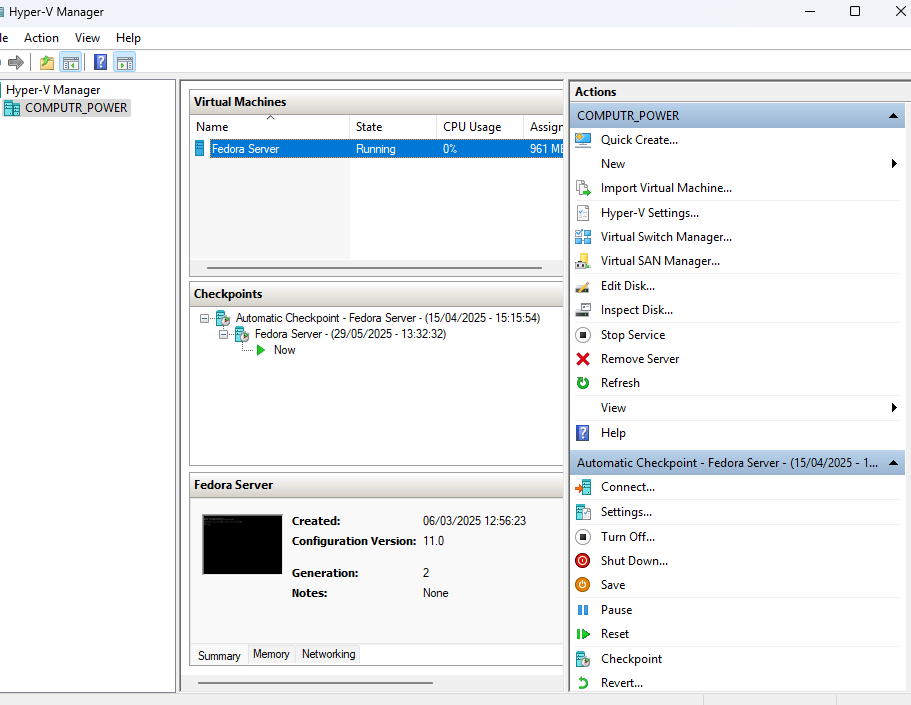 Hyper-V Manager
le Action View Help
Hyper-V Manager
COMPUTR_POWER
Virtual Machines
Name State CPU Usage Assign
Fedora Server Running 0% 961 ME
Checkpoints
Automatic Checkpoint - Fedora Server - (15/04/2025 - 15:15:54)
Fedora Server - (29/05/2025 - 13:32:32)
Now
Fedora Server
Created: 06/03/2025 12:56:23
Configuration Version: 11.0
Generation: 2
Notes: None
Summary Memory Networking
Actions
COMPUTR_POWER
Quick Create...
New
Import Virtual Machine...
Hyper-V Settings...
Virtual Switch Manager...
Virtual SAN Manager...
Edit Disk...
Inspect Disk...
Stop Service
Remove Server
Refresh
View
Help
Automatic Checkpoint - Fedora Server - (15/04/2025 - 1...
Connect...
Settings...
Turn Off...
Shut Down...
Save
Pause
Reset
Checkpoint
Revert...